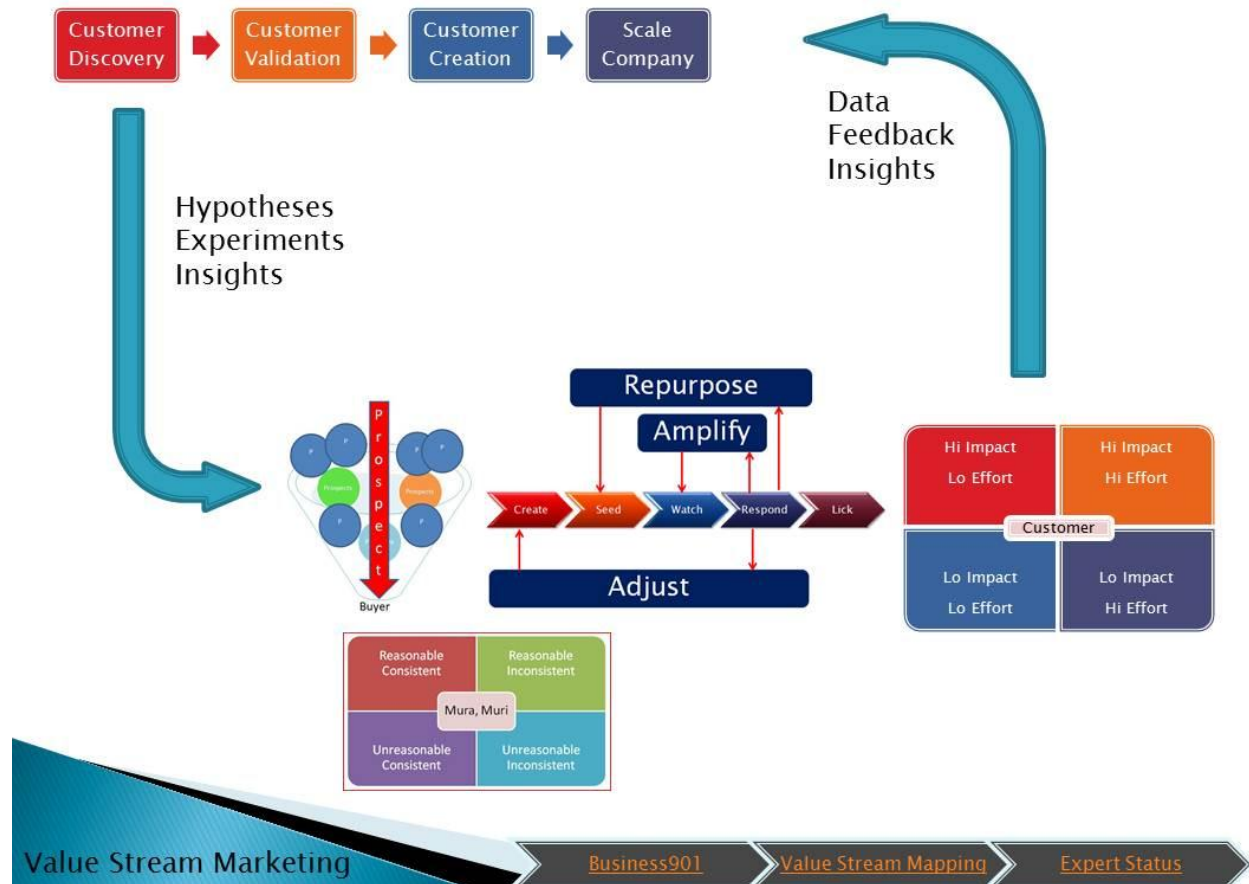 Customer
Discovery
Customer
Validation
Customer
Creation
Scale
Company
Data
Feedback
Insights
Hypotheses
Experiments
Insights
Prospect
P
P
P
P
Prospects
Prospects
P
P
Buyer
Repurpose
Amplify
Create
Seed
Watch
Respond
Lick
Adjust
Hi Impact
Lo Effort
Hi Impact
Hi Effort
Customer
Lo Impact
Lo Effort
Lo Impact
Hi Effort
Reasonable
Consistent
Reasonable
Inconsistent
Mura, Muri
Unreasonable
Consistent
Unreasonable
Inconsistent
Value Stream Marketing
Business901
Value Stream Mapping
Expert Status